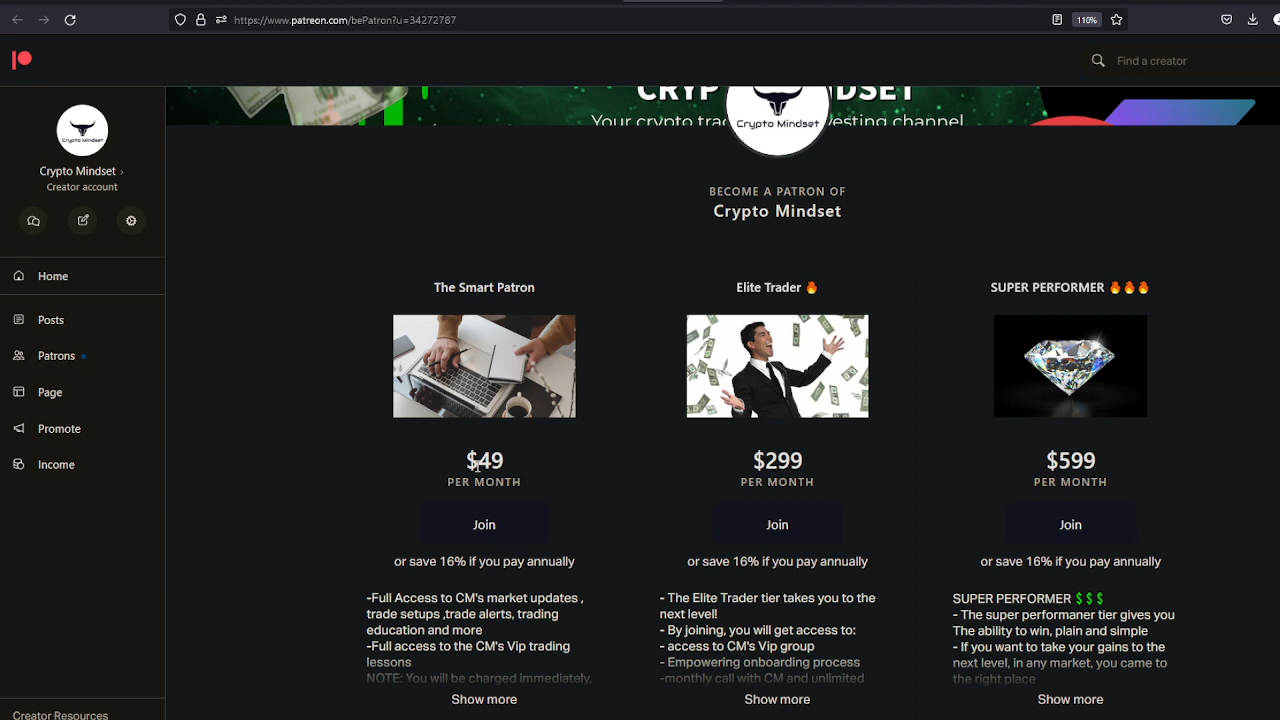 https://www.patreon.com/bePatron?u=34272787
110%
Find a creator
Crypto Mindset
Your crypto channel
Crypto Mindset
Crypto Mindset ›
Creator account
Home
Posts
Patrons
Page
Promote
Income
Creator Resources
BECOME A PATRON OF
Crypto Mindset
The Smart Patron
$49
PER MONTH
Join
or save 16% if you pay annually
-Full Access to CM's market updates ,
trade setups ,trade alerts, trading
education and more
-Full access to the CM's Vip trading
lessons
NOTE: You will be charged immediately,
Show more
Elite Trader 🔥
$299
PER MONTH
Join
or save 16% if you pay annually
- The Elite Trader tier takes you to the
next level!
- By joining, you will get access to:
- access to CM's Vip group
- Empowering onboarding process
-monthly call with CM and unlimited
Show more
SUPER PERFORMER 🔥🔥🔥
$599
PER MONTH
Join
or save 16% if you pay annually
SUPER PERFORMER $ $ $
- The super performaner tier gives you
The ability to win, plain and simple
- If you want to take your gains to the
next level, in any market, you came to
the right place
Show more